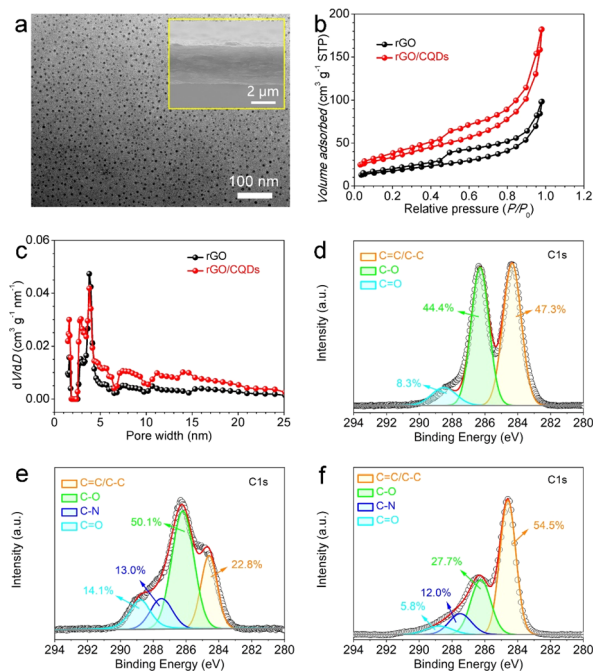 a
2 μm
100 nm
b
Volume adsorbed (cm³ g⁻¹ STP)
200
150
100
50
0
rGO
rGO/CQDs
0.0 0.2 0.4 0.6 0.8 1.0 1.2
Relative pressure (P/P₀)
c
dV/dD (cm³ g⁻¹ nm⁻¹)
0.06
0.04
0.02
0.00
rGO
rGO/CQDs
0 5 10 15 20 25
Pore width (nm)
d
Intensity (a.u.)
C=C/C-C
C-O
C=O
C1s
44.4%
47.3%
8.3%
294 292 290 288 286 284 282 280
Binding Energy (eV)
e
Intensity (a.u.)
C=C/C-C
C-O
C-N
C=O
C1s
50.1%
13.0%
14.1%
22.8%
294 292 290 288 286 284 282 280
Binding Energy (eV)
f
Intensity (a.u.)
C=C/C-C
C-O
C-N
C=O
C1s
54.5%
27.7%
12.0%
5.8%
294 292 290 288 286 284 282 280
Binding Energy (eV)